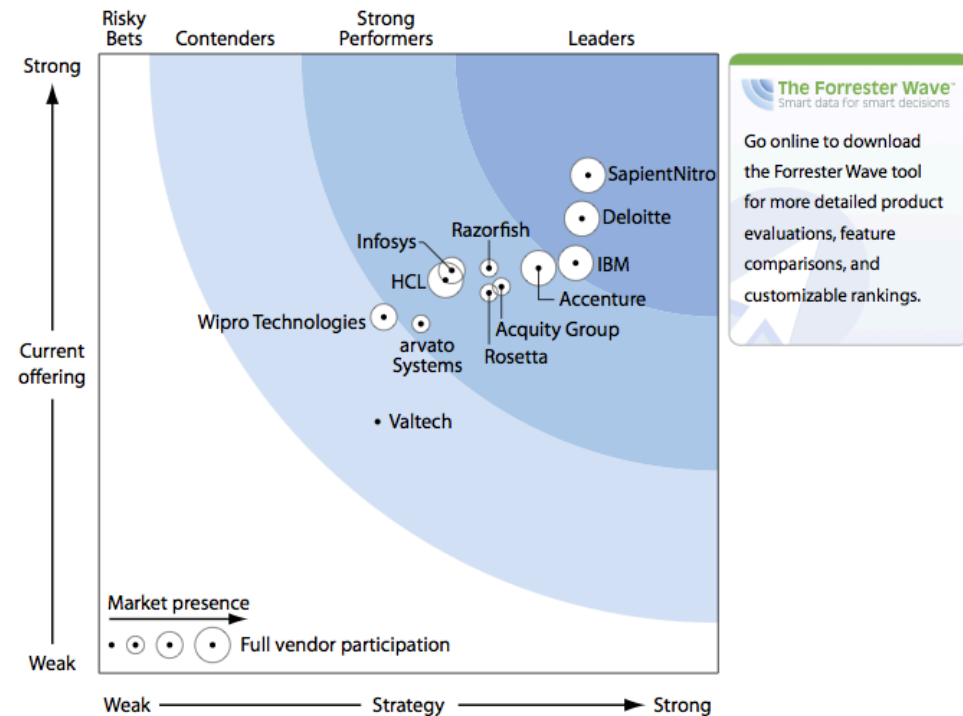 Risky
Bets
Contenders
Strong
Performers
Leaders
Strong
Current
offering
Weak
SapientNitro
Deloitte
Razorfish
Infosys
IBM
HCL
Accenture
Wipro Technologies
Acquity Group
arvato
Systems
Rosetta
Valtech
Market presence
Full vendor participation
Weak
Strategy
Strong
The Forrester Wave™
Smart data for smart decisions
Go online to download
the Forrester Wave tool
for more detailed product
evaluations, feature
comparisons, and
customizable rankings.